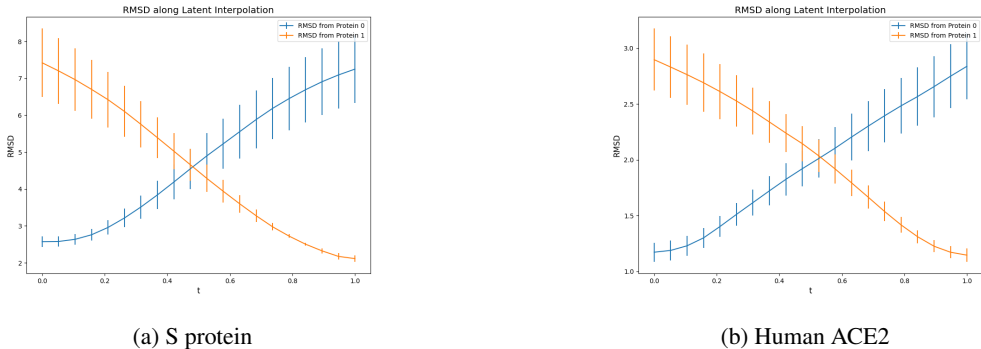 RMSD along Latent Interpolation
RMSD from Protein 0
RMSD from Protein 1
8
7
6
5
4
3
2
RMSD
0.0 0.2 0.4 0.6 0.8 1.0
t
(a) S protein
RMSD along Latent Interpolation
RMSD from Protein 0
RMSD from Protein 1
3.0
2.5
2.0
1.5
1.0
RMSD
0.0 0.2 0.4 0.6 0.8 1.0
t
(b) Human ACE2